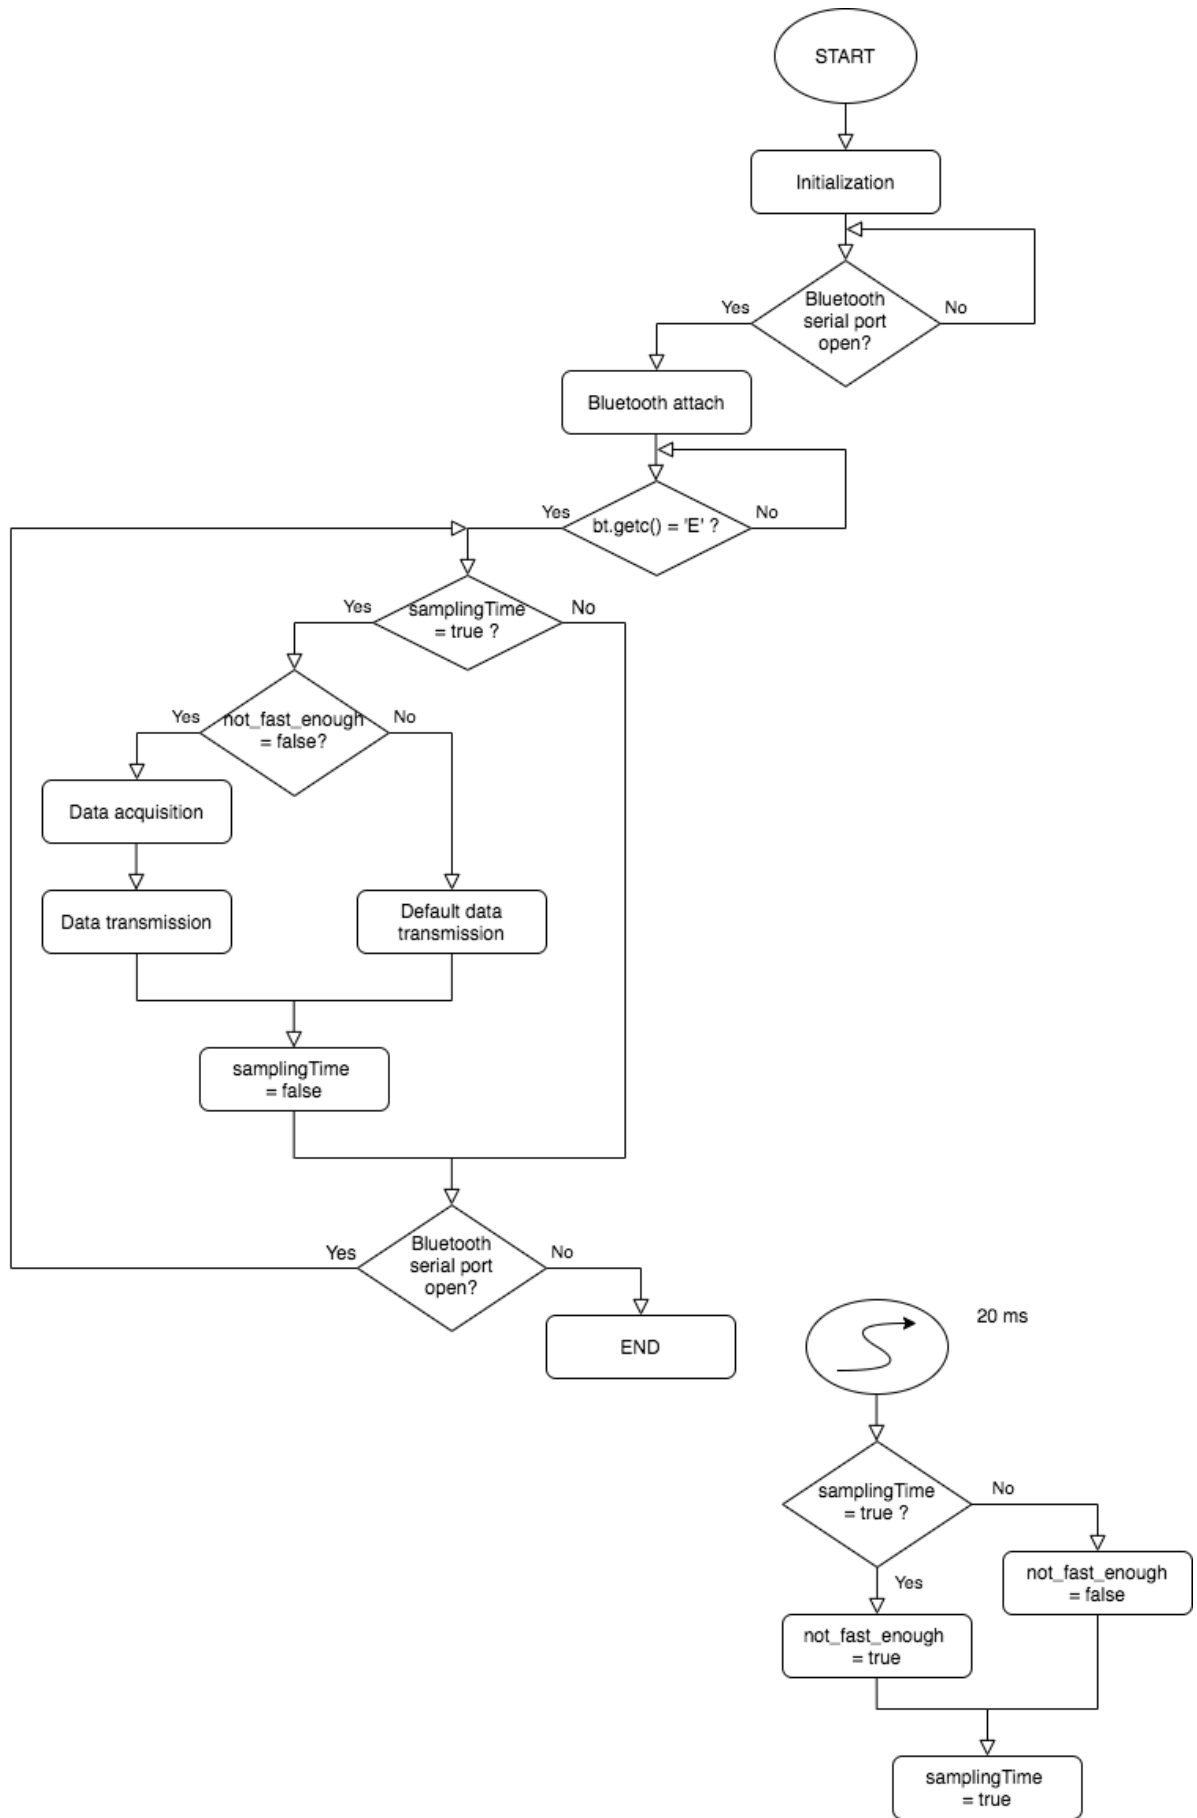 START
Initialization
Bluetooth
serial port
open?
Yes
No
Bluetooth attach
bt.getc() = 'E' ?
Yes
No
samplingTime
= true ?
Yes
No
not_fast_enough
= false?
Yes
No
Data acquisition
Data transmission
Default data
transmission
samplingTime
= false
Bluetooth
serial port
open?
Yes
No
END
20 ms
samplingTime
= true ?
No
Yes
not_fast_enough
= false
not_fast_enough
= true
samplingTime
= true